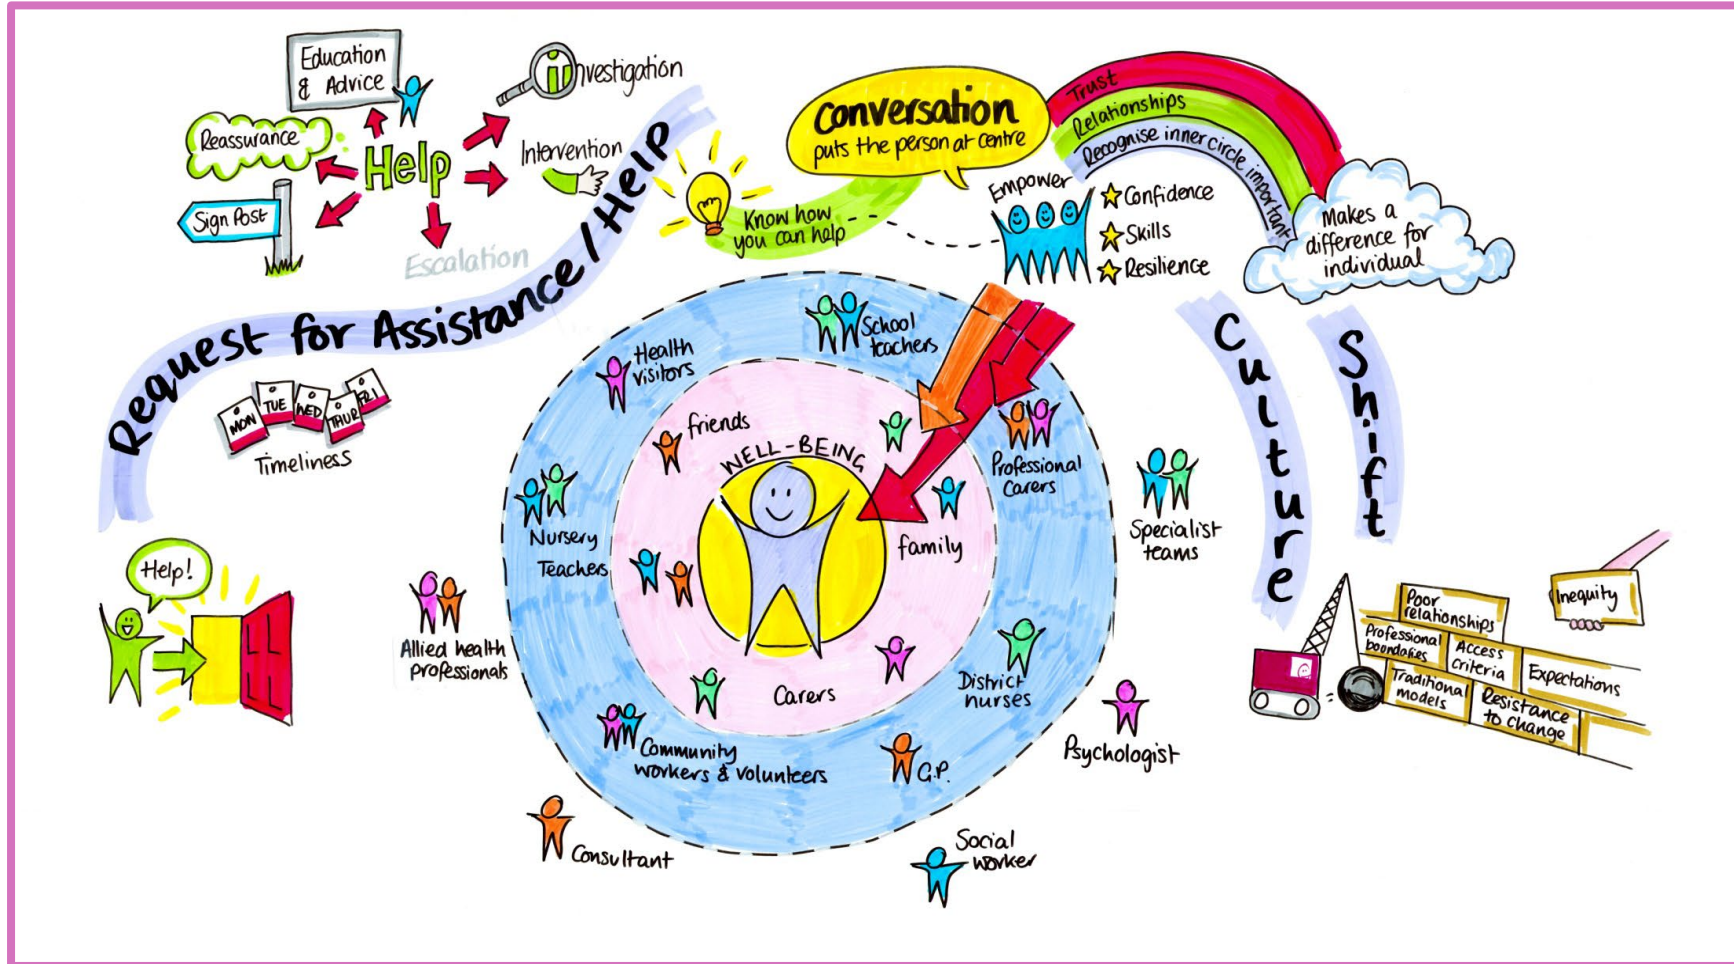 Education
& Advice
Investigation
Reassurance
Help
Intervention
Sign Post
Escalation
Request for Assistance/Help
MON
TUE
WED
THUR
FRI
Timeliness
Help!
Conversation
puts the person at centre
Know how
you can help
Empower
Confidence
Skills
Resilience
Trust
Relationships
Recognise inner circle important
Makes a
difference for
individual
Culture
Shift
School
teachers
Health
visitors
friends
WELL-BEING
Professional
Carers
Nursery
Teachers
family
Specialist
teams
Allied health
professionals
Carers
District
nurses
Community
workers & volunteers
G.P.
Psychologist
Consultant
Social
worker
Inequity
Poor
relationships
Professional
boundaries
Access
criteria
Expectations
Traditional
models
Resistance
to change